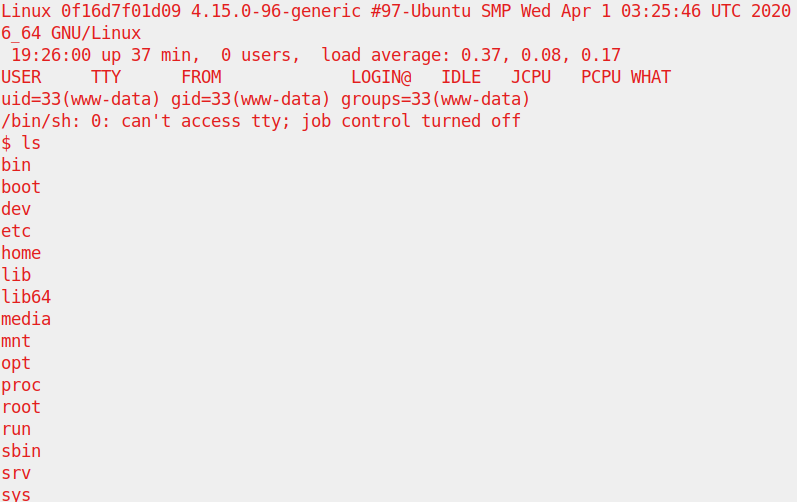 Linux 0f16d7f01d09 4.15.0-96-generic #97-Ubuntu SMP Wed Apr 1 03:25:46 UTC 2020
6_64 GNU/Linux
 19:26:00 up 37 min,  0 users,  load average: 0.37, 0.08, 0.17
USER     TTY      FROM             LOGIN@   IDLE   JCPU   PCPU WHAT
uid=33(www-data) gid=33(www-data) groups=33(www-data)
/bin/sh: 0: can't access tty; job control turned off
$ ls
bin
boot
dev
etc
home
lib
lib64
media
mnt
opt
proc
root
run
sbin
srv
sys